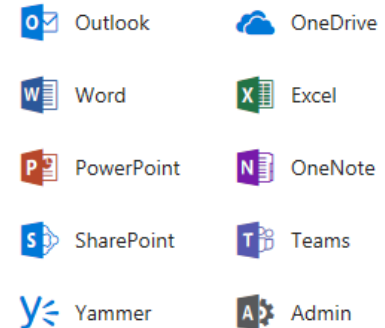 Outlook OneDrive
Word Excel
PowerPoint OneNote
SharePoint Teams
Yammer Admin